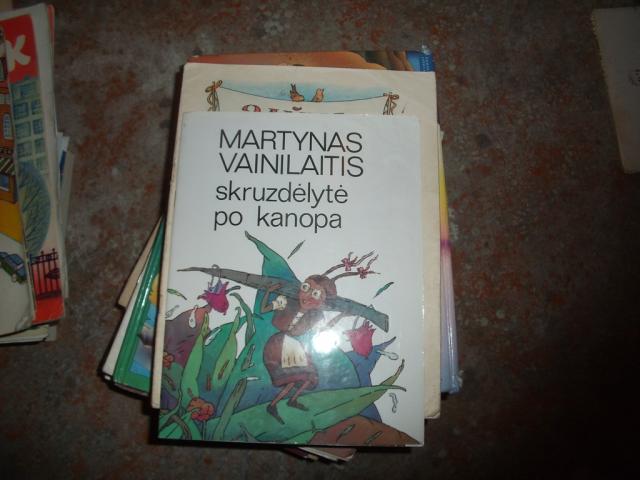 MARTYNAS
VAINILAITIS
skruzdėlytė
po kanopa